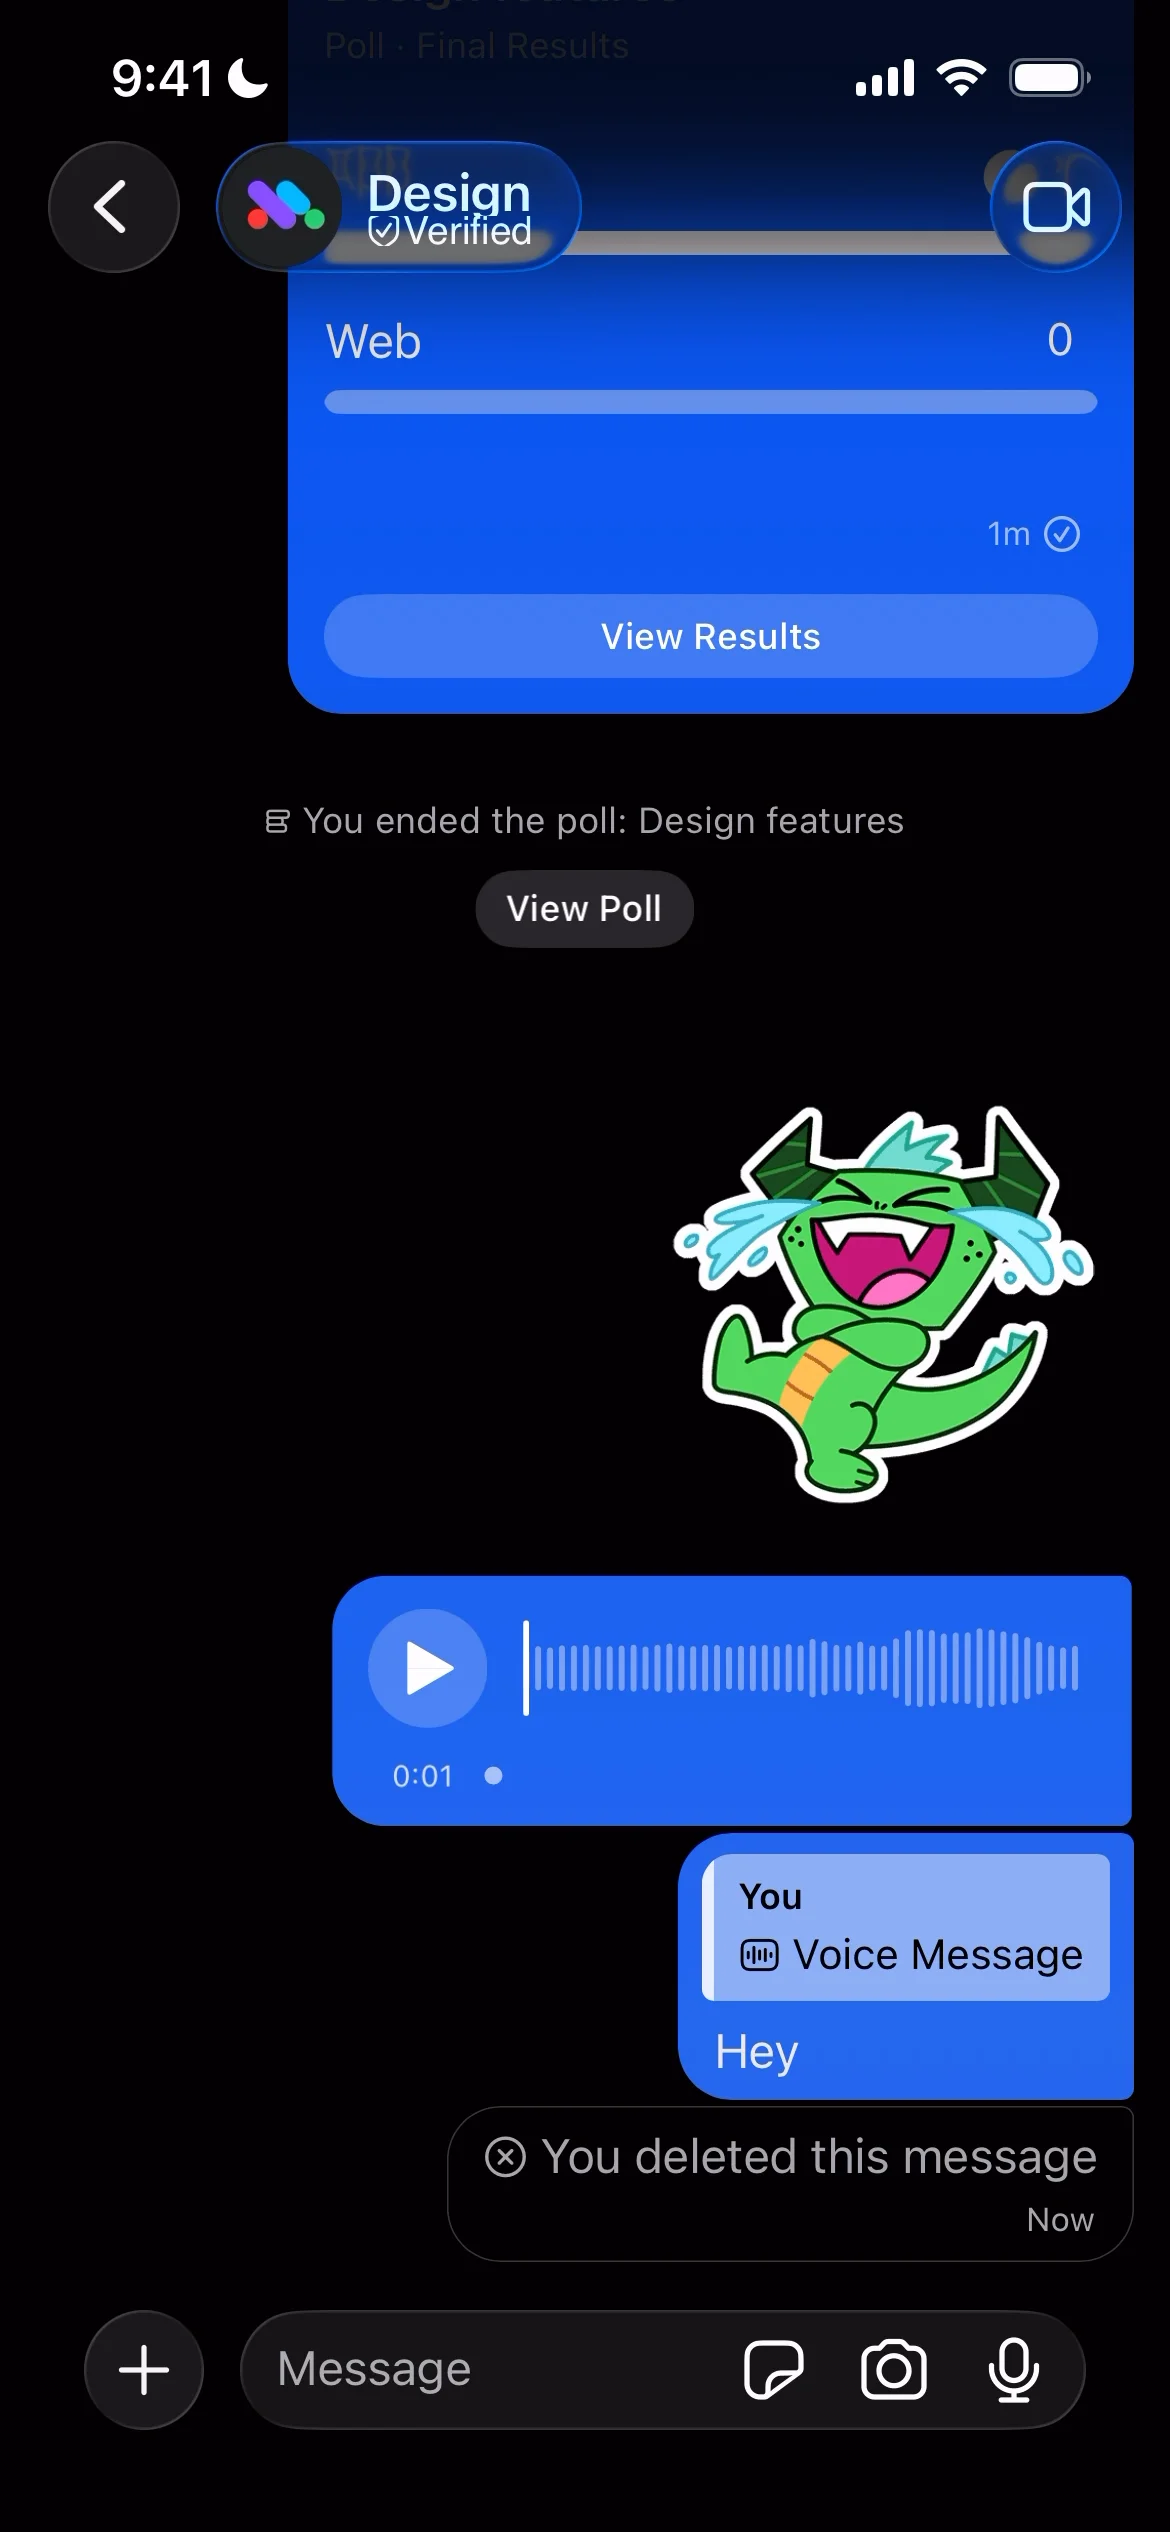 Poll · Final Results
9:41
Design
Verified
Web
0
1m
View Results
You ended the poll: Design features
View Poll
0:01
You
Voice Message
Hey
You deleted this message
Now
Message